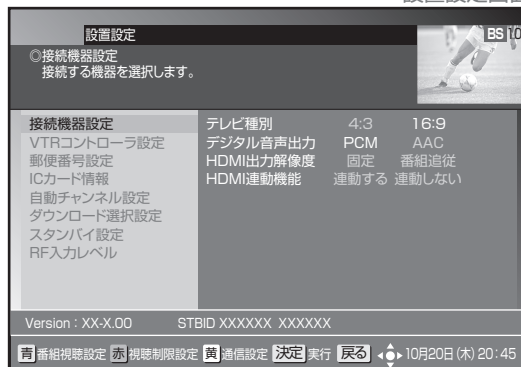 設置設定
BS 10
◎接続機器設定
接続する機器を選択します。
接続機器設定
VTRコントローラ設定
郵便番号設定
ICカード情報
自動チャンネル設定
ダウンロード選択設定
スタンバイ設定
RF入力レベル
テレビ種別 4:3 16:9
デジタル音声出力 PCM AAC
HDMI出力解像度 固定 番組追従
HDMI連動機能 連動する 連動しない
Version : XX-X.00 STBID XXXXXX XXXXXX
青 番組視聴設定 赤 視聴制限設定 黄 通信設定 決定 実行 戻る 10月20日(木) 20:45